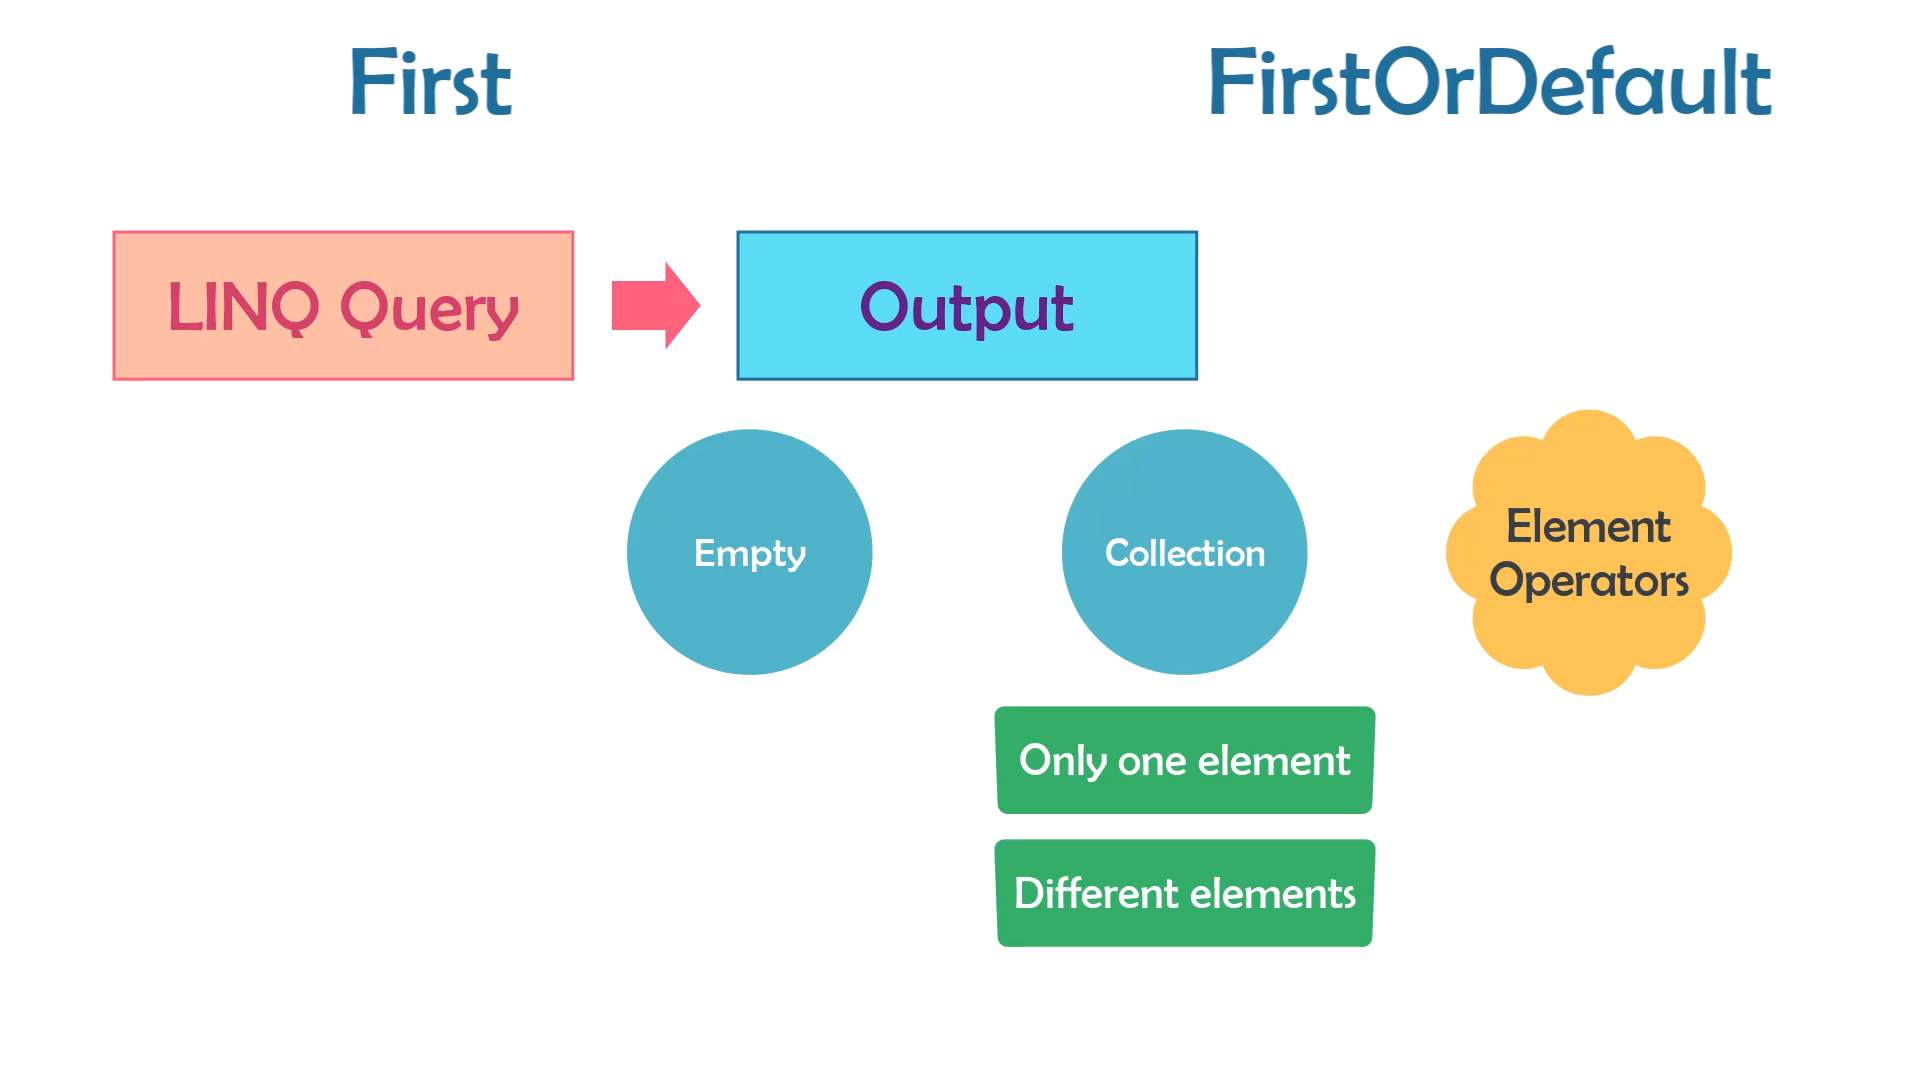 First
FirstOrDefault
LINQ Query
Output
Empty
Collection
Element
Operators
Only one element
Different elements